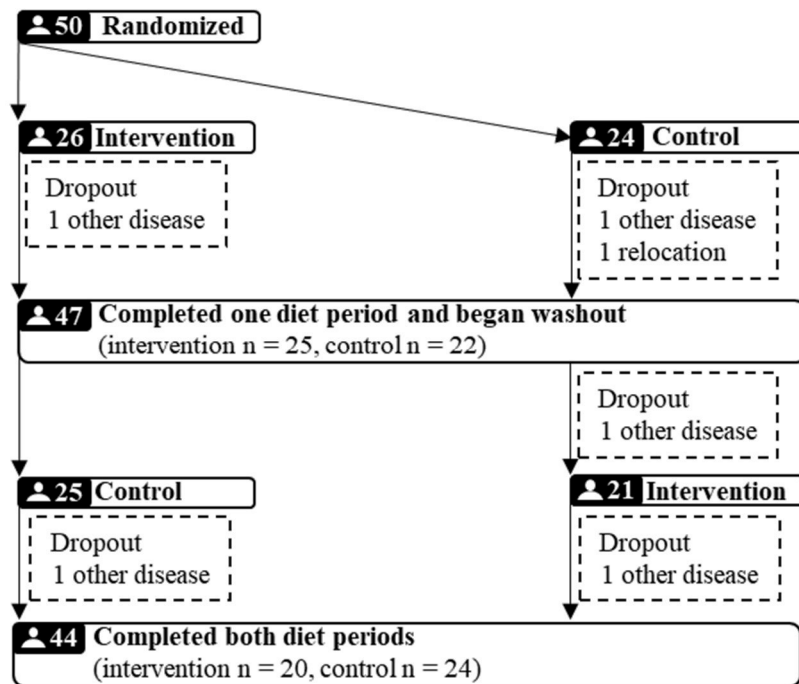 50 Randomized
26 Intervention
24 Control
Dropout
1 other disease
Dropout
1 other disease
1 relocation
47 Completed one diet period and began washout
(intervention n = 25, control n = 22)
Dropout
1 other disease
25 Control
21 Intervention
Dropout
1 other disease
Dropout
1 other disease
44 Completed both diet periods
(intervention n = 20, control n = 24)